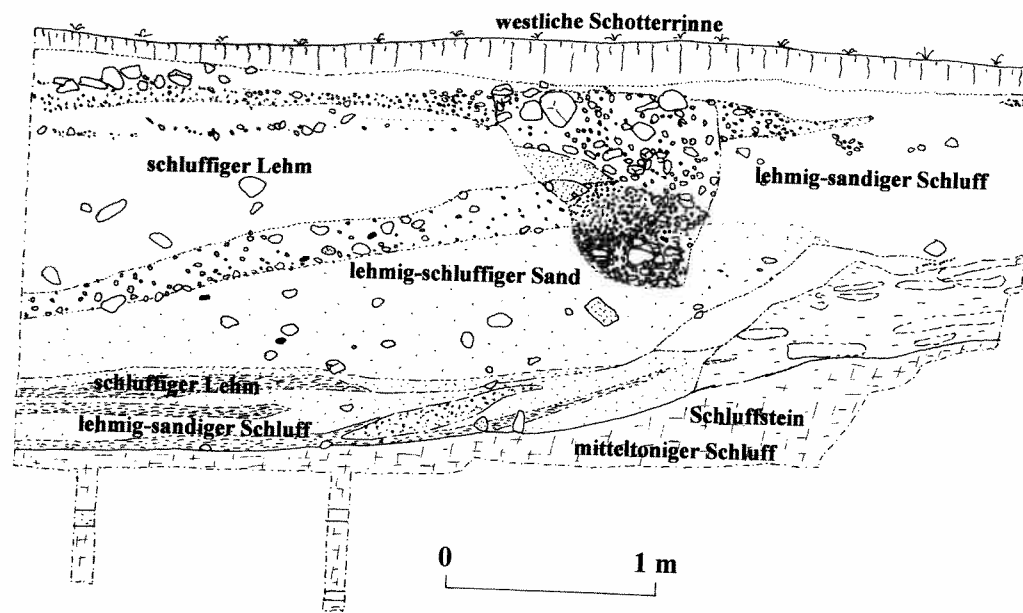 westliche Schotterrinne
schluffiger Lehm
lehmig-sandiger Schluff
lehmig-schluffiger Sand
schluffiger Lehm
lehmig-sandiger Schluff
Schluffstein
mitteltoniger Schluff
0 1 m